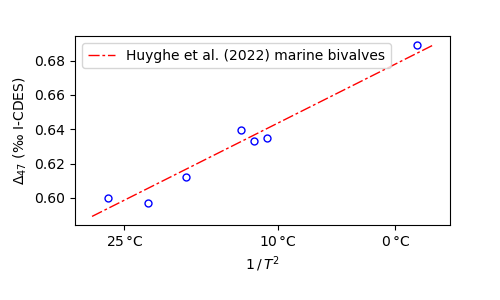 Huyghe et al. (2022) marine bivalves
0.68
0.66
0.64
0.62
0.60
Δ47 (‰ I-CDES)
25 °C
10 °C
0 °C
1 / T²